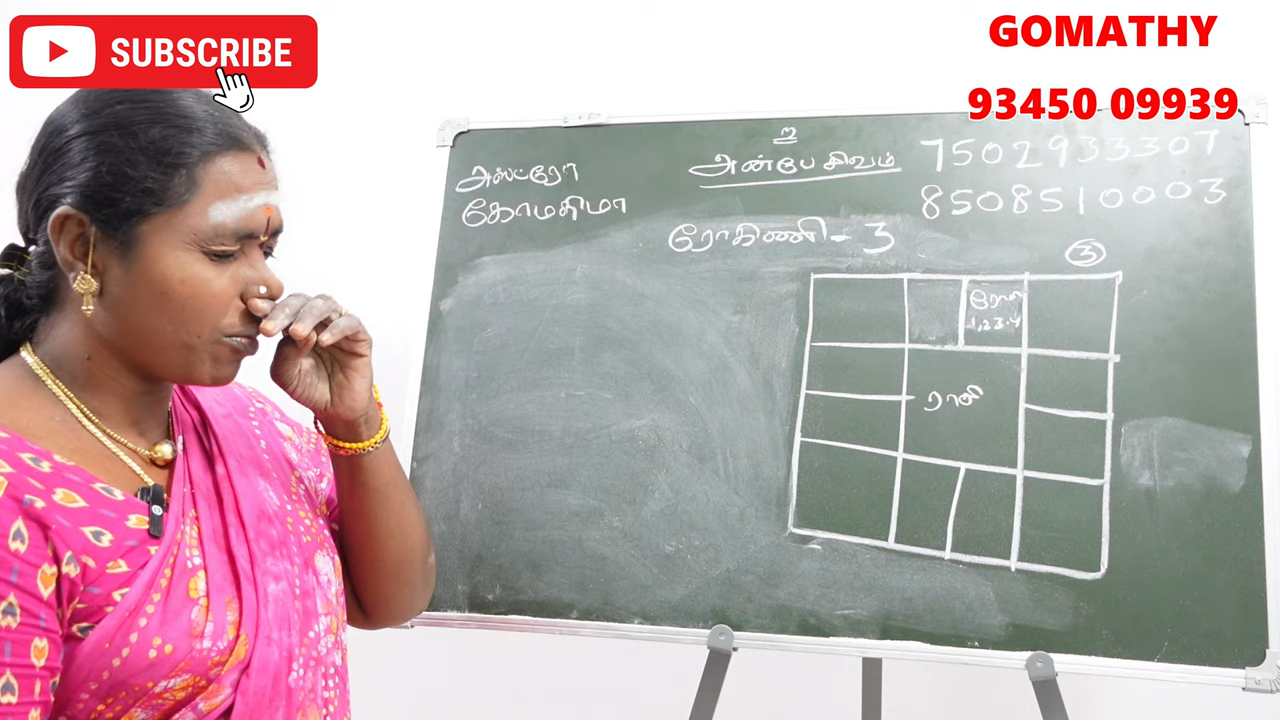 SUBSCRIBE
GOMATHY
93450 09939
உ
அன்பே சிவம்
7502933307
8508510003
அஸ்ட்ரோ
கோமதிமா
ரோகிணி - 3
3
ரோகி
1,2,3,4
ராசி